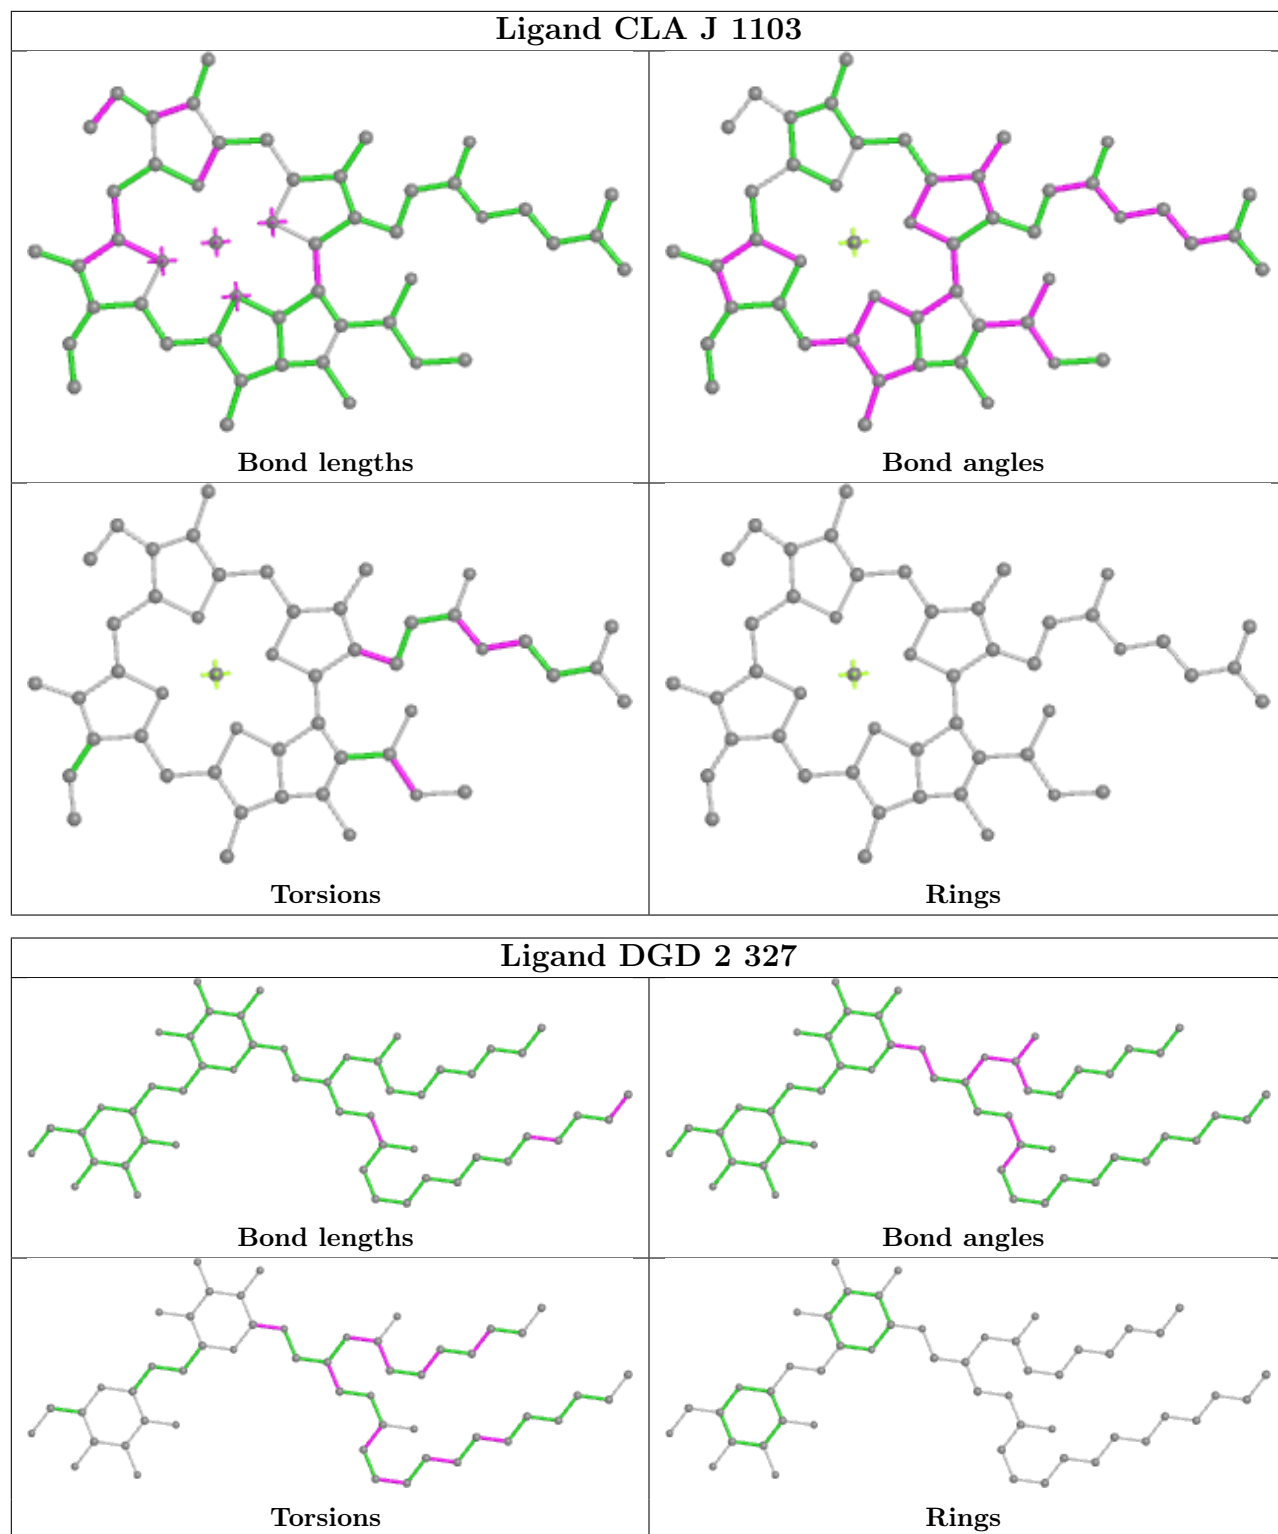 Ligand CLA J 1103
Bond lengths
Bond angles
Torsions
Rings
Ligand DGD 2 327
Bond lengths
Bond angles
Torsions
Rings